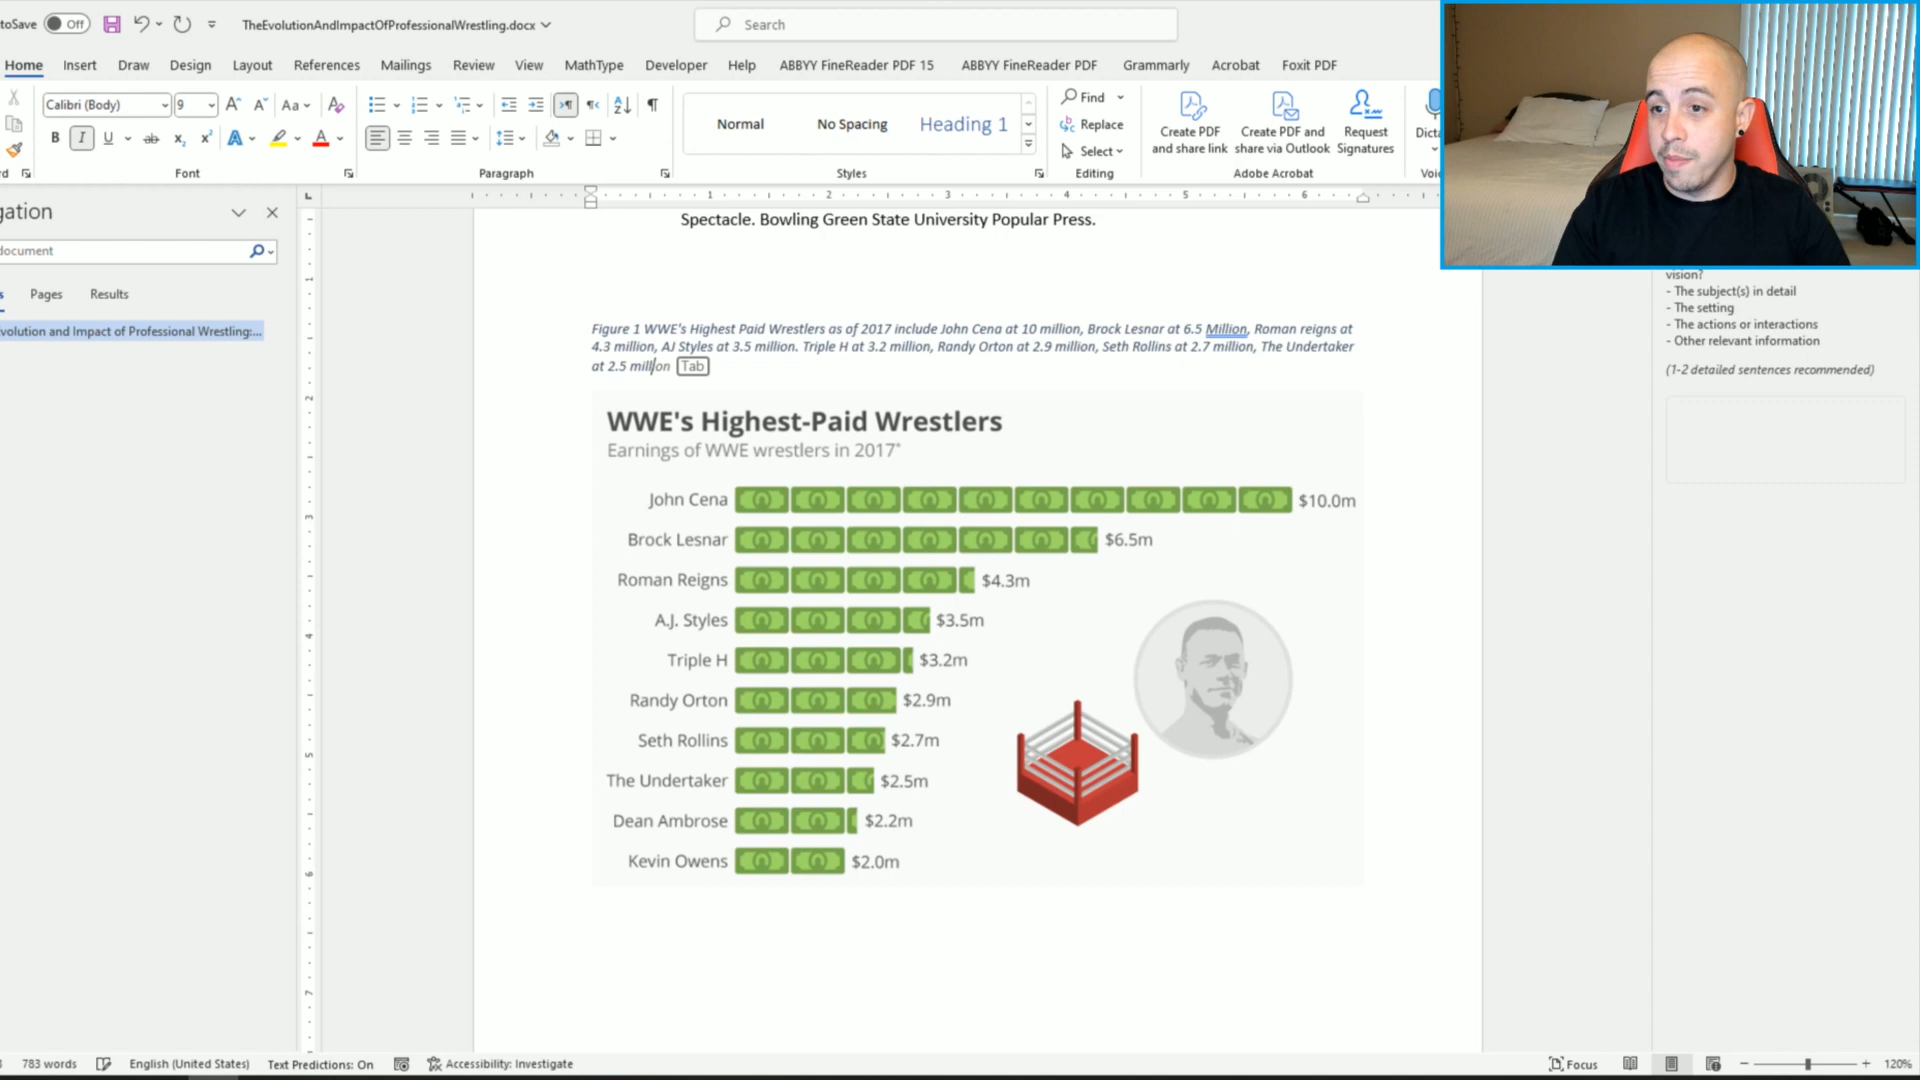 toSave Off TheEvolutionAndImpactOfProfessionalWrestling.docx Search
Home Insert Draw Design Layout References Mailings Review View MathType Developer Help ABBYY FineReader PDF 15 ABBYY FineReader PDF Grammarly Acrobat Foxit PDF
Calibri (Body) 9 Aa
Normal No Spacing Heading 1
Find
Replace
Select
Create PDF and share link
Create PDF and share via Outlook
Request Signatures
Dicta
Font Paragraph Styles Editing Adobe Acrobat Voi
gation
document
s Pages Results
volution and Impact of Professional Wrestling:...
1 2 3 4 5 6
Spectacle. Bowling Green State University Popular Press.
Figure 1 WWE's Highest Paid Wrestlers as of 2017 include John Cena at 10 million, Brock Lesnar at 6.5 Million, Roman reigns at
4.3 million, AJ Styles at 3.5 million. Triple H at 3.2 million, Randy Orton at 2.9 million, Seth Rollins at 2.7 million, The Undertaker
at 2.5 million Tab
WWE's Highest-Paid Wrestlers
Earnings of WWE wrestlers in 2017*
John Cena $10.0m
Brock Lesnar $6.5m
Roman Reigns $4.3m
A.J. Styles $3.5m
Triple H $3.2m
Randy Orton $2.9m
Seth Rollins $2.7m
The Undertaker $2.5m
Dean Ambrose $2.2m
Kevin Owens $2.0m
vision?
- The subject(s) in detail
- The setting
- The actions or interactions
- Other relevant information
(1-2 detailed sentences recommended)
783 words English (United States) Text Predictions: On Accessibility: Investigate Focus 120%